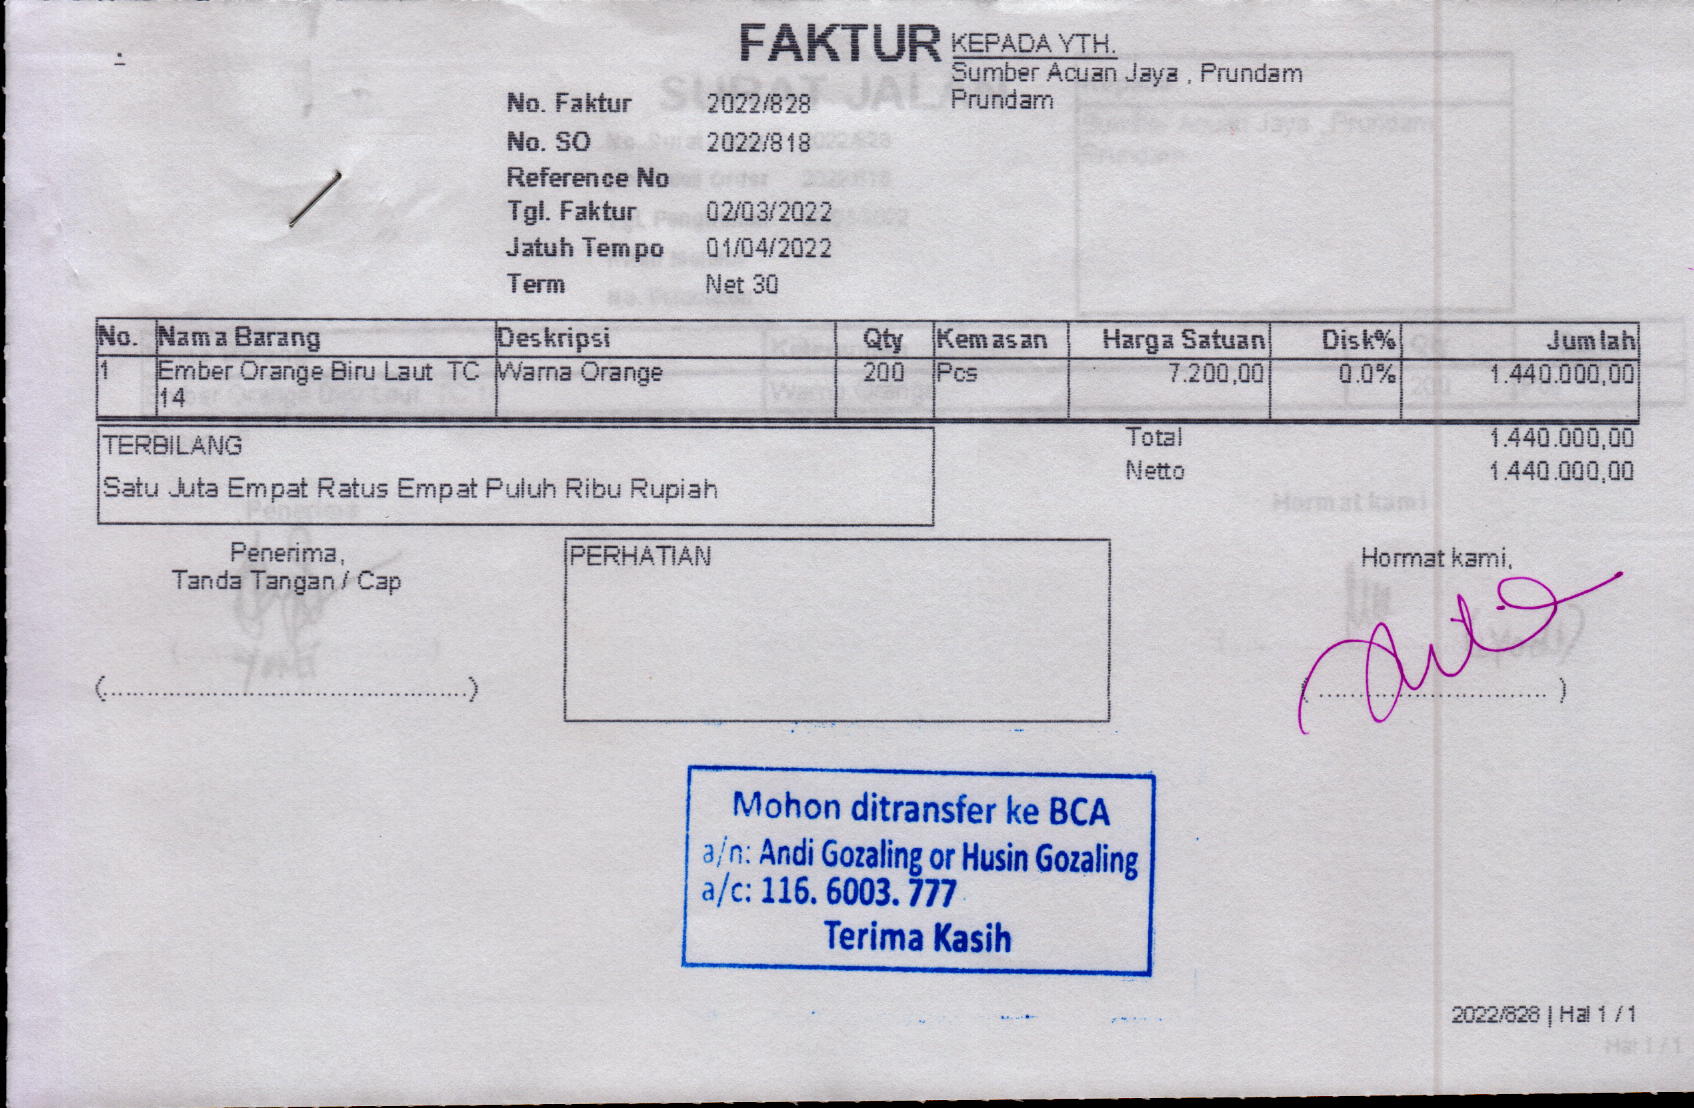 FAKTUR
KEPADA YTH.
Sumber Acuan Jaya , Prundam
Prundam
No. Faktur 2022/828
No. SO 2022/818
Reference No
Tgl. Faktur 02/03/2022
Jatuh Tempo 01/04/2022
Term Net 30
No. Nama Barang Deskripsi Qty Kemasan Harga Satuan Disk% Jumlah
1 Ember Orange Biru Laut TC Warna Orange 200 Pcs 7.200,00 0.0% 1.440.000,00
14
TERBILANG
Satu Juta Empat Ratus Empat Puluh Ribu Rupiah
Total 1.440.000,00
Netto 1.440.000,00
Penerima,
Tanda Tangan / Cap
(..............................................)
PERHATIAN
Hormat kami,
( ............................. )
Mohon ditransfer ke BCA
a/n: Andi Gozaling or Husin Gozaling
a/c: 116. 6003. 777
Terima Kasih
2022/828 | Hal 1 / 1